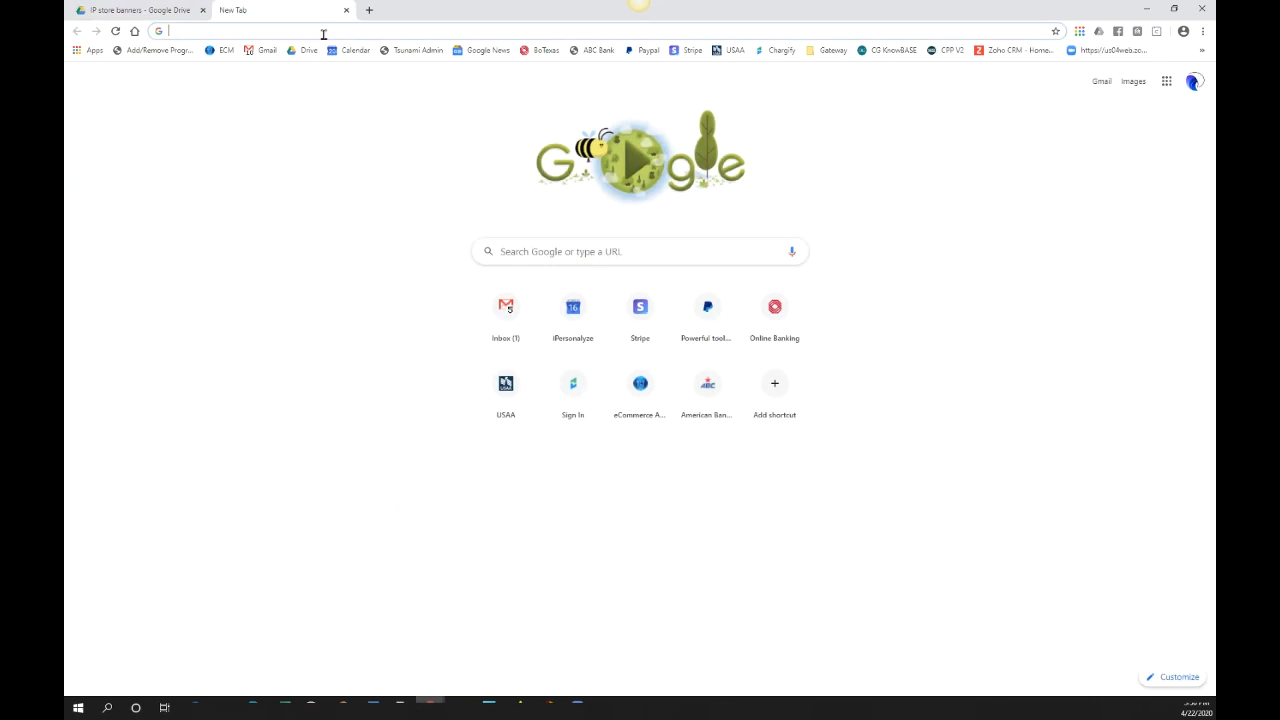 IP store banners - Google Drive
New Tab
Apps
Add/Remove Progr...
ECM
Gmail
Drive
Calendar
Tsunami Admin
Google News
BoTexas
ABC Bank
Paypal
Stripe
USAA
Chargify
Gateway
CG KnowBASE
CPP V2
Zoho CRM - Home...
https://us04web.zo...
»
Gmail
Images
Google
Search Google or type a URL
Inbox (1)
iPersonalyze
Stripe
Powerful tool...
Online Banking
USAA
Sign In
eCommerce A...
American Ban...
Add shortcut
Customize
4/22/2020